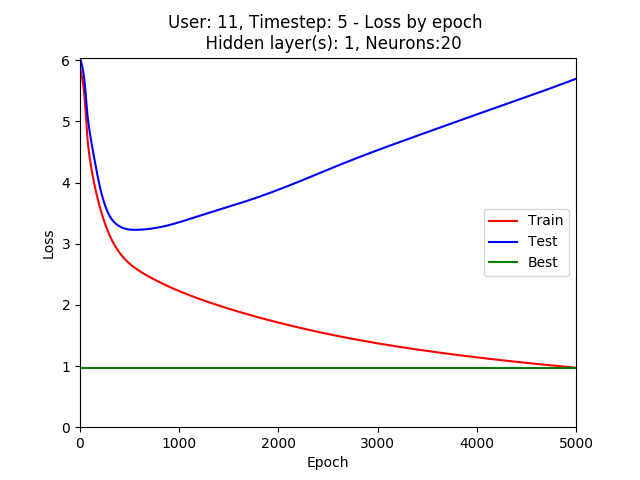 User: 11, Timestep: 5 - Loss by epoch
Hidden layer(s): 1, Neurons:20
6
5
4
3
2
1
0
Loss
Train
Test
Best
0 1000 2000 3000 4000 5000
Epoch